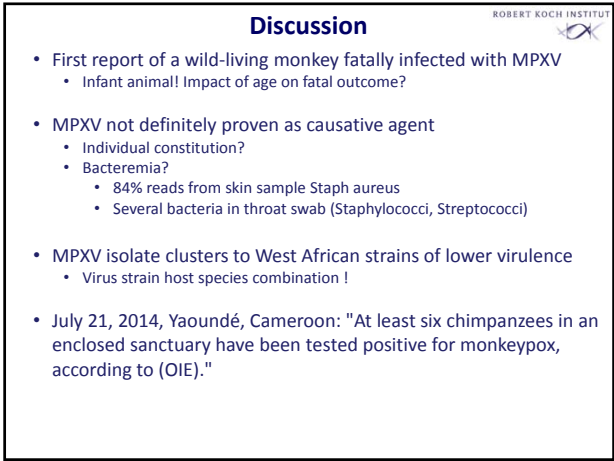 Discussion
ROBERT KOCH INSTITUT
• First report of a wild-living monkey fatally infected with MPXV
• Infant animal! Impact of age on fatal outcome?
• MPXV not definitely proven as causative agent
• Individual constitution?
• Bacteremia?
• 84% reads from skin sample Staph aureus
• Several bacteria in throat swab (Staphylococci, Streptococci)
• MPXV isolate clusters to West African strains of lower virulence
• Virus strain host species combination !
• July 21, 2014, Yaoundé, Cameroon: "At least six chimpanzees in an
enclosed sanctuary have been tested positive for monkeypox,
according to (OIE)."